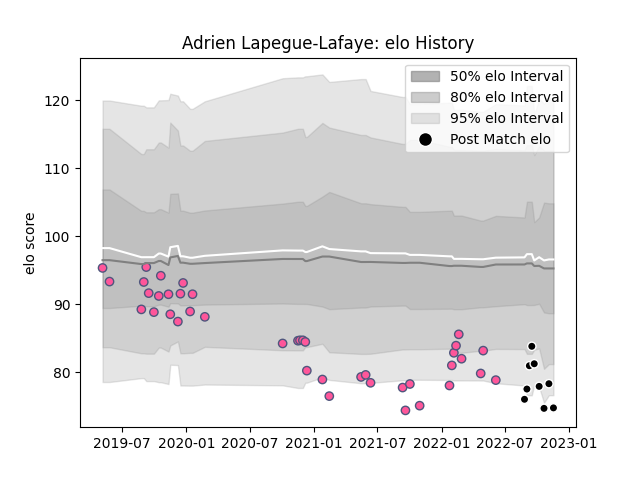 Adrien Lapegue-Lafaye: elo History
50% elo Interval
80% elo Interval
95% elo Interval
Post Match elo
elo score
120
110
100
90
80
2019-07 2020-01 2020-07 2021-01 2021-07 2022-01 2022-07 2023-01